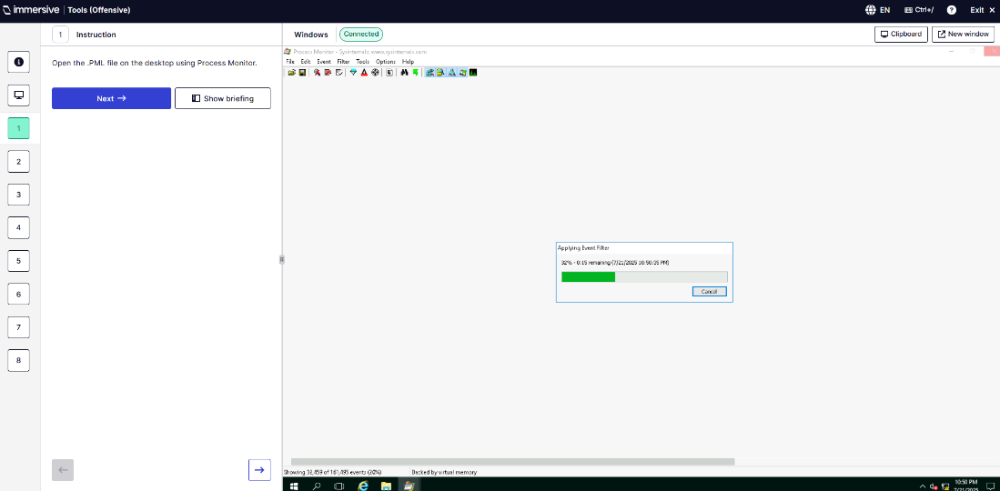 immersive | Tools (Offensive)
EN
Ctrl+/
?
Exit ×
1 Instruction
Windows
Connected
Clipboard
New window
Open the .PML file on the desktop using Process Monitor.
Next →
Show briefing
1
2
3
4
5
6
7
8
Process Monitor - Sysinternals: www.sysinternals.com
File Edit Event Filter Tools Options Help
Applying Event Filter
32% - 0:15 remaining (7/21/2025 10:50:35 PM)
Cancel
Showing 32,459 of 161,495 events (20%)
Backed by virtual memory
10:50 PM
7/21/2025